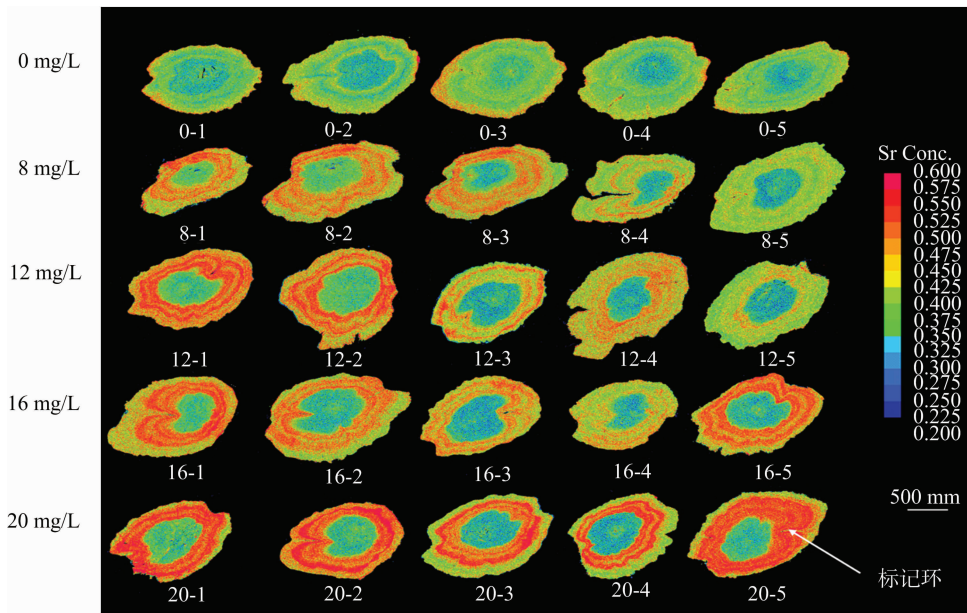 0 mg/L
0-1 0-2 0-3 0-4 0-5
8 mg/L
8-1 8-2 8-3 8-4 8-5
12 mg/L
12-1 12-2 12-3 12-4 12-5
16 mg/L
16-1 16-2 16-3 16-4 16-5
20 mg/L
20-1 20-2 20-3 20-4 20-5
Sr Conc.
0.600
0.575
0.550
0.525
0.500
0.475
0.450
0.425
0.400
0.375
0.350
0.325
0.300
0.275
0.250
0.225
0.200
500 mm
标记环